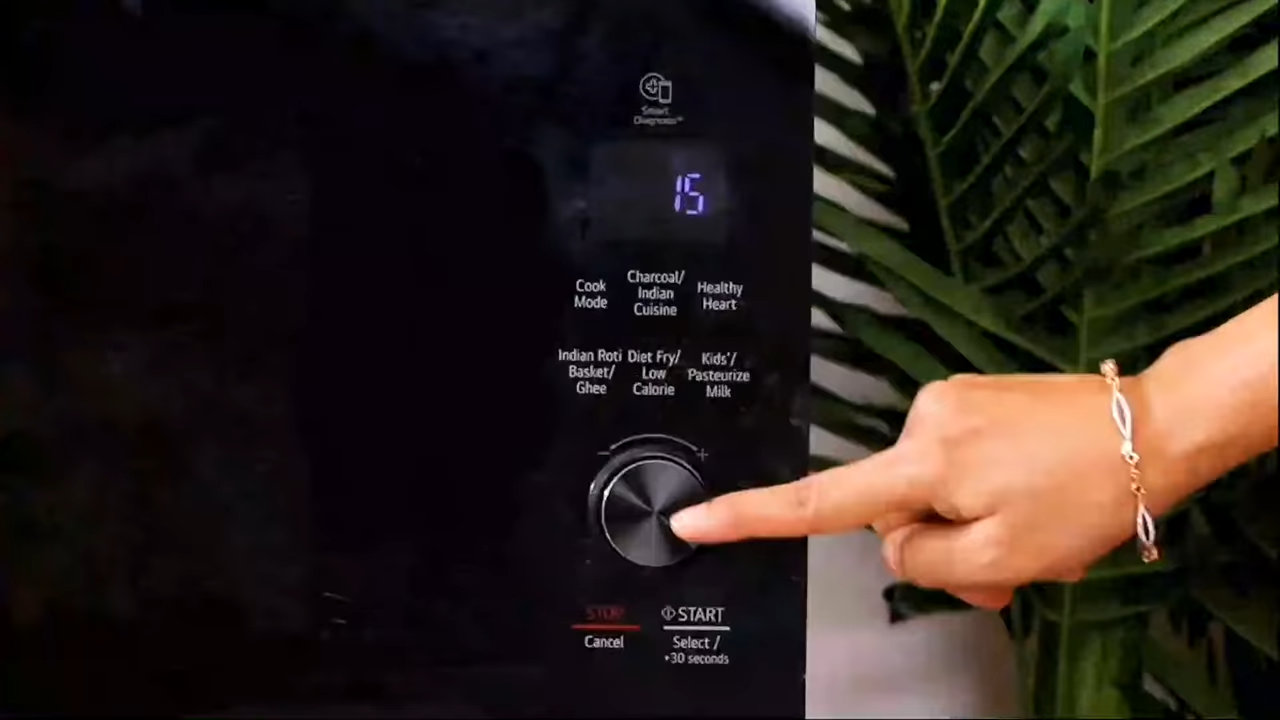 Smart
Diagnosis™
15
Cook
Mode
Charcoal/
Indian
Cuisine
Healthy
Heart
Indian Roti
Basket/
Ghee
Diet Fry/
Low
Calorie
Kids'/
Pasteurize
Milk
− +
STOP
Cancel
START
Select /
+30 seconds